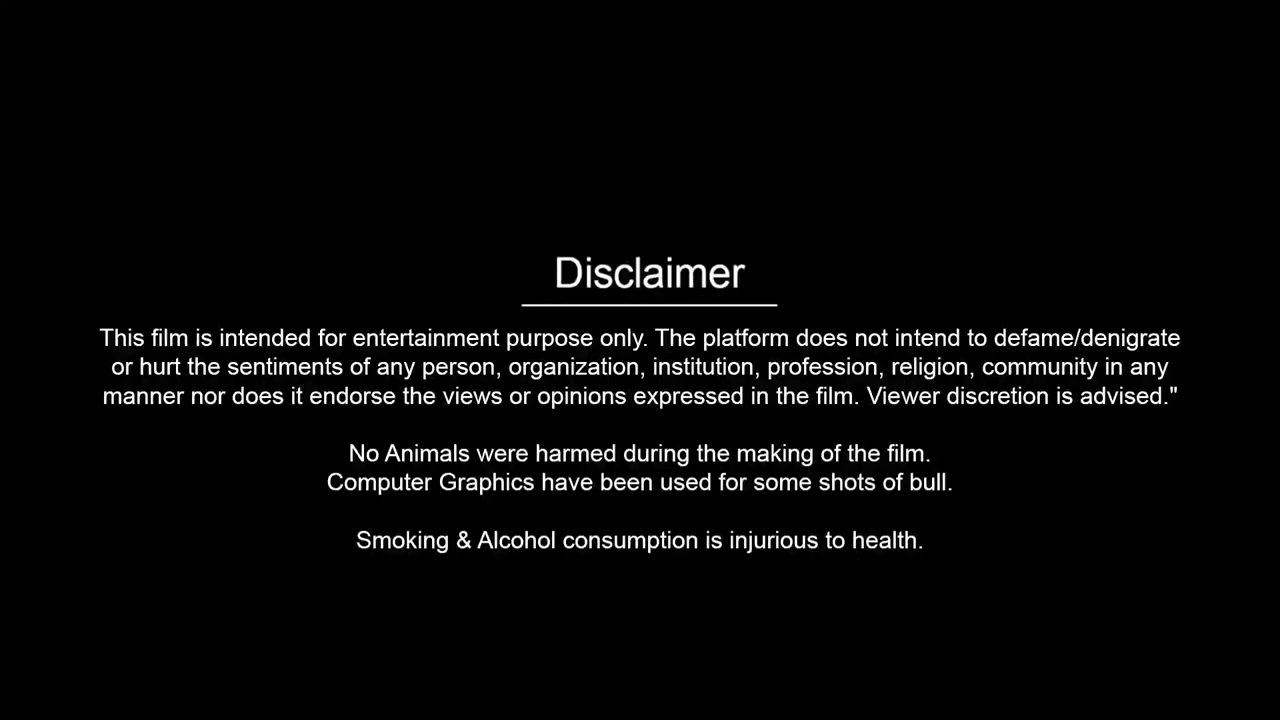 Disclaimer
This film is intended for entertainment purpose only. The platform does not intend to defame/denigrate
or hurt the sentiments of any person, organization, institution, profession, religion, community in any
manner nor does it endorse the views or opinions expressed in the film. Viewer discretion is advised."
No Animals were harmed during the making of the film.
Computer Graphics have been used for some shots of bull.
Smoking & Alcohol consumption is injurious to health.